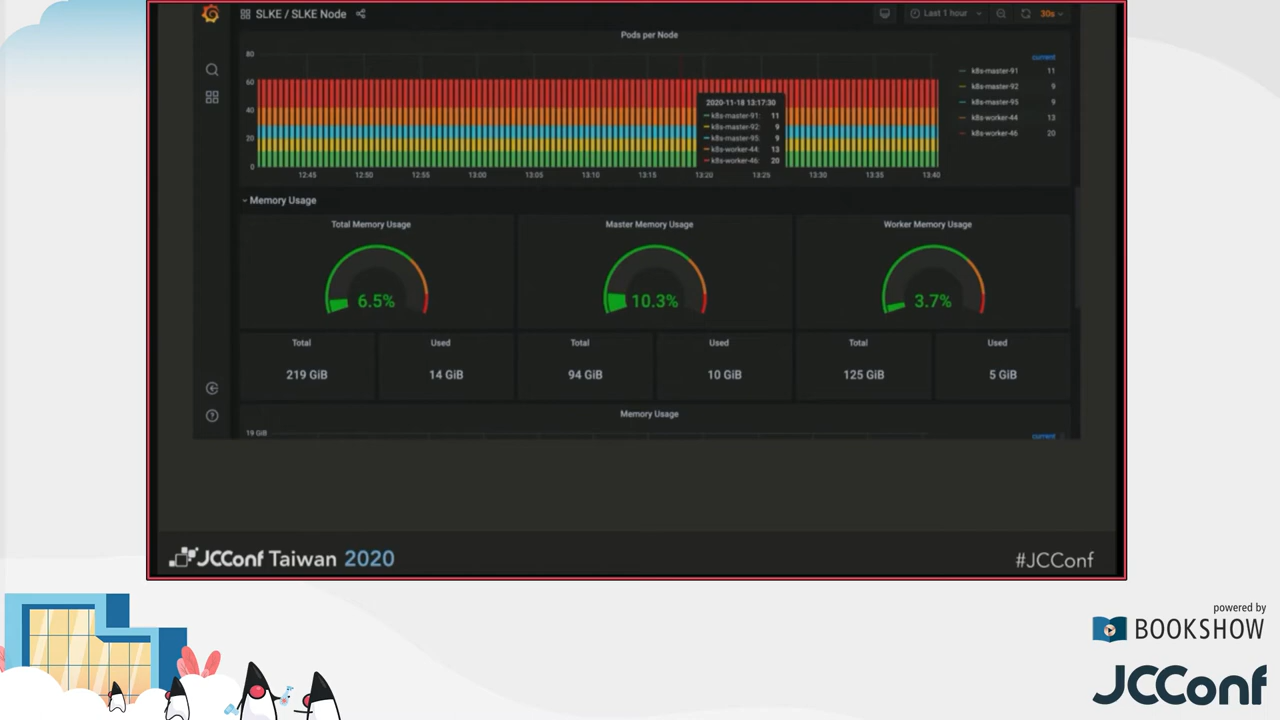 SLKE / SLKE Node
Last 1 hour
30s
Pods per Node
80
60
40
20
0
12:45
12:50
12:55
13:00
13:05
13:10
13:15
13:20
13:25
13:30
13:35
13:40
2020-11-18 13:17:30
k8s-master-91: 11
k8s-master-92: 9
k8s-master-95: 9
k8s-worker-44: 13
k8s-worker-46: 20
current
k8s-master-91 11
k8s-master-92 9
k8s-master-95 9
k8s-worker-44 13
k8s-worker-46 20
Memory Usage
Total Memory Usage
6.5%
Master Memory Usage
10.3%
Worker Memory Usage
3.7%
Total
219 GiB
Used
14 GiB
Total
94 GiB
Used
10 GiB
Total
125 GiB
Used
5 GiB
Memory Usage
19 GiB
current
JCConf Taiwan 2020
#JCConf
powered by
BOOKSHOW
JCConf